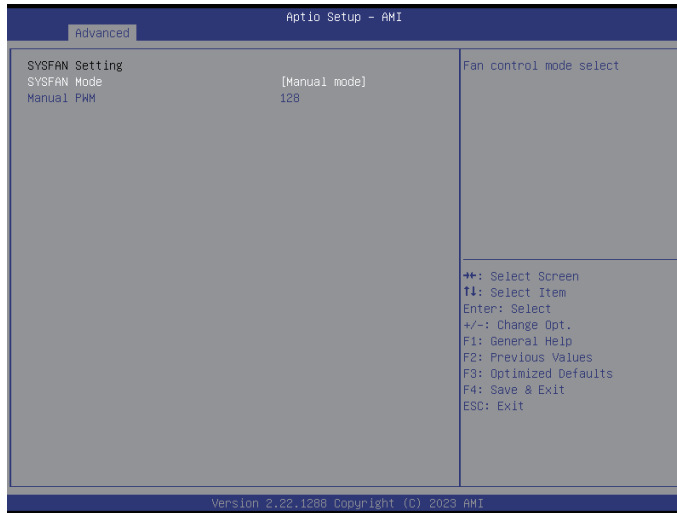 Aptio Setup – AMI
Advanced
SYSFAN Setting
SYSFAN Mode [Manual mode]
Manual PWM 128
Fan control mode select
→←: Select Screen
↑↓: Select Item
Enter: Select
+/-: Change Opt.
F1: General Help
F2: Previous Values
F3: Optimized Defaults
F4: Save & Exit
ESC: Exit
Version 2.22.1288 Copyright (C) 2023 AMI